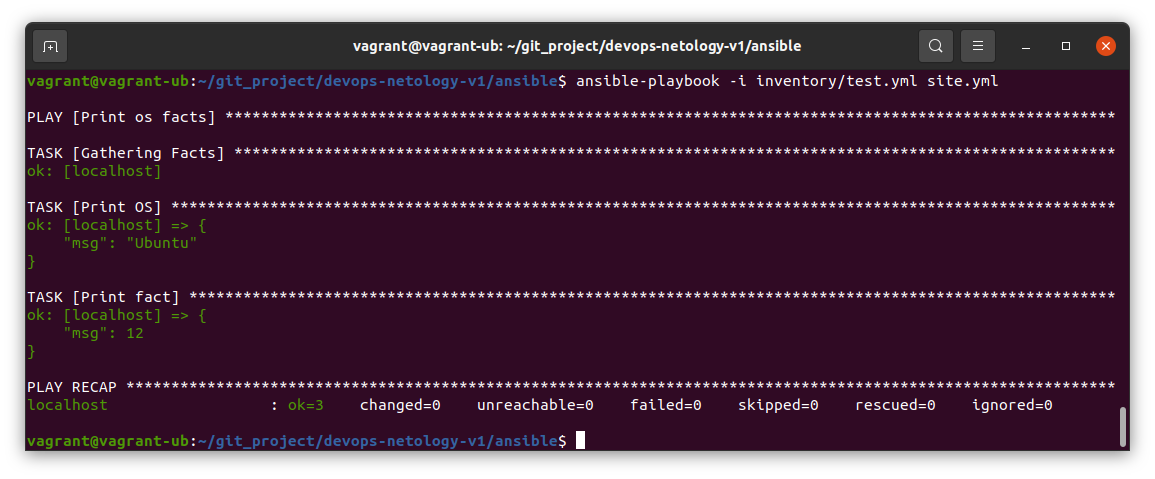 vagrant@vagrant-ub: ~/git_project/devops-netology-v1/ansible
vagrant@vagrant-ub:~/git_project/devops-netology-v1/ansible$ ansible-playbook -i inventory/test.yml site.yml
PLAY [Print os facts] ***************************************************************************************************
TASK [Gathering Facts] **************************************************************************************************
ok: [localhost]
TASK [Print OS] *********************************************************************************************************
ok: [localhost] => {
    "msg": "Ubuntu"
}
TASK [Print fact] *******************************************************************************************************
ok: [localhost] => {
    "msg": 12
}
PLAY RECAP **************************************************************************************************************
localhost                  : ok=3    changed=0    unreachable=0    failed=0    skipped=0    rescued=0    ignored=0
vagrant@vagrant-ub:~/git_project/devops-netology-v1/ansible$